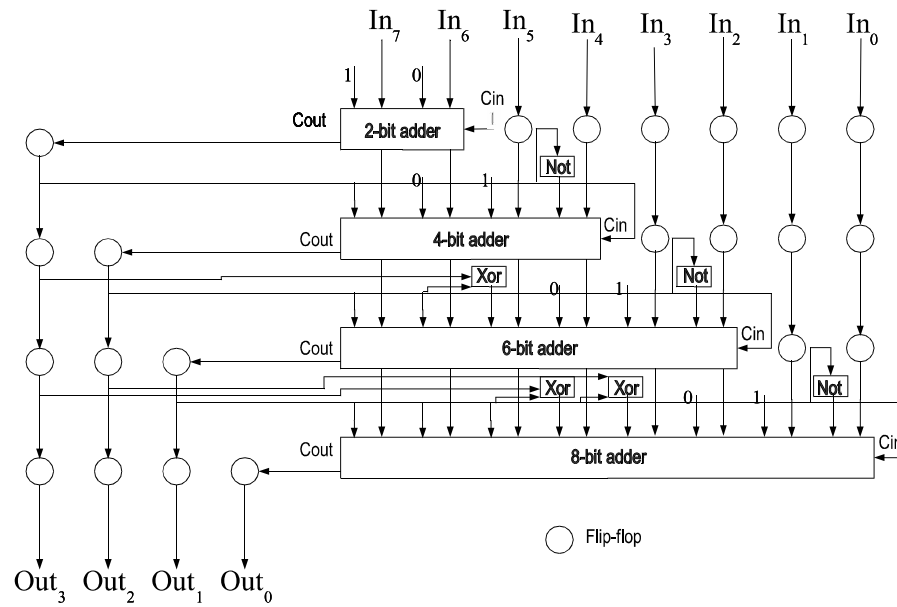 In7 In6 In5 In4 In3 In2 In1 In0
1 0
Cin
Cout 2-bit adder
Not
0 1
Cin
Cout 4-bit adder
Xor Not
0 1
Cin
Cout 6-bit adder
Xor Xor Not
0 1
Cout 8-bit adder Cin
Flip-flop
Out3 Out2 Out1 Out0